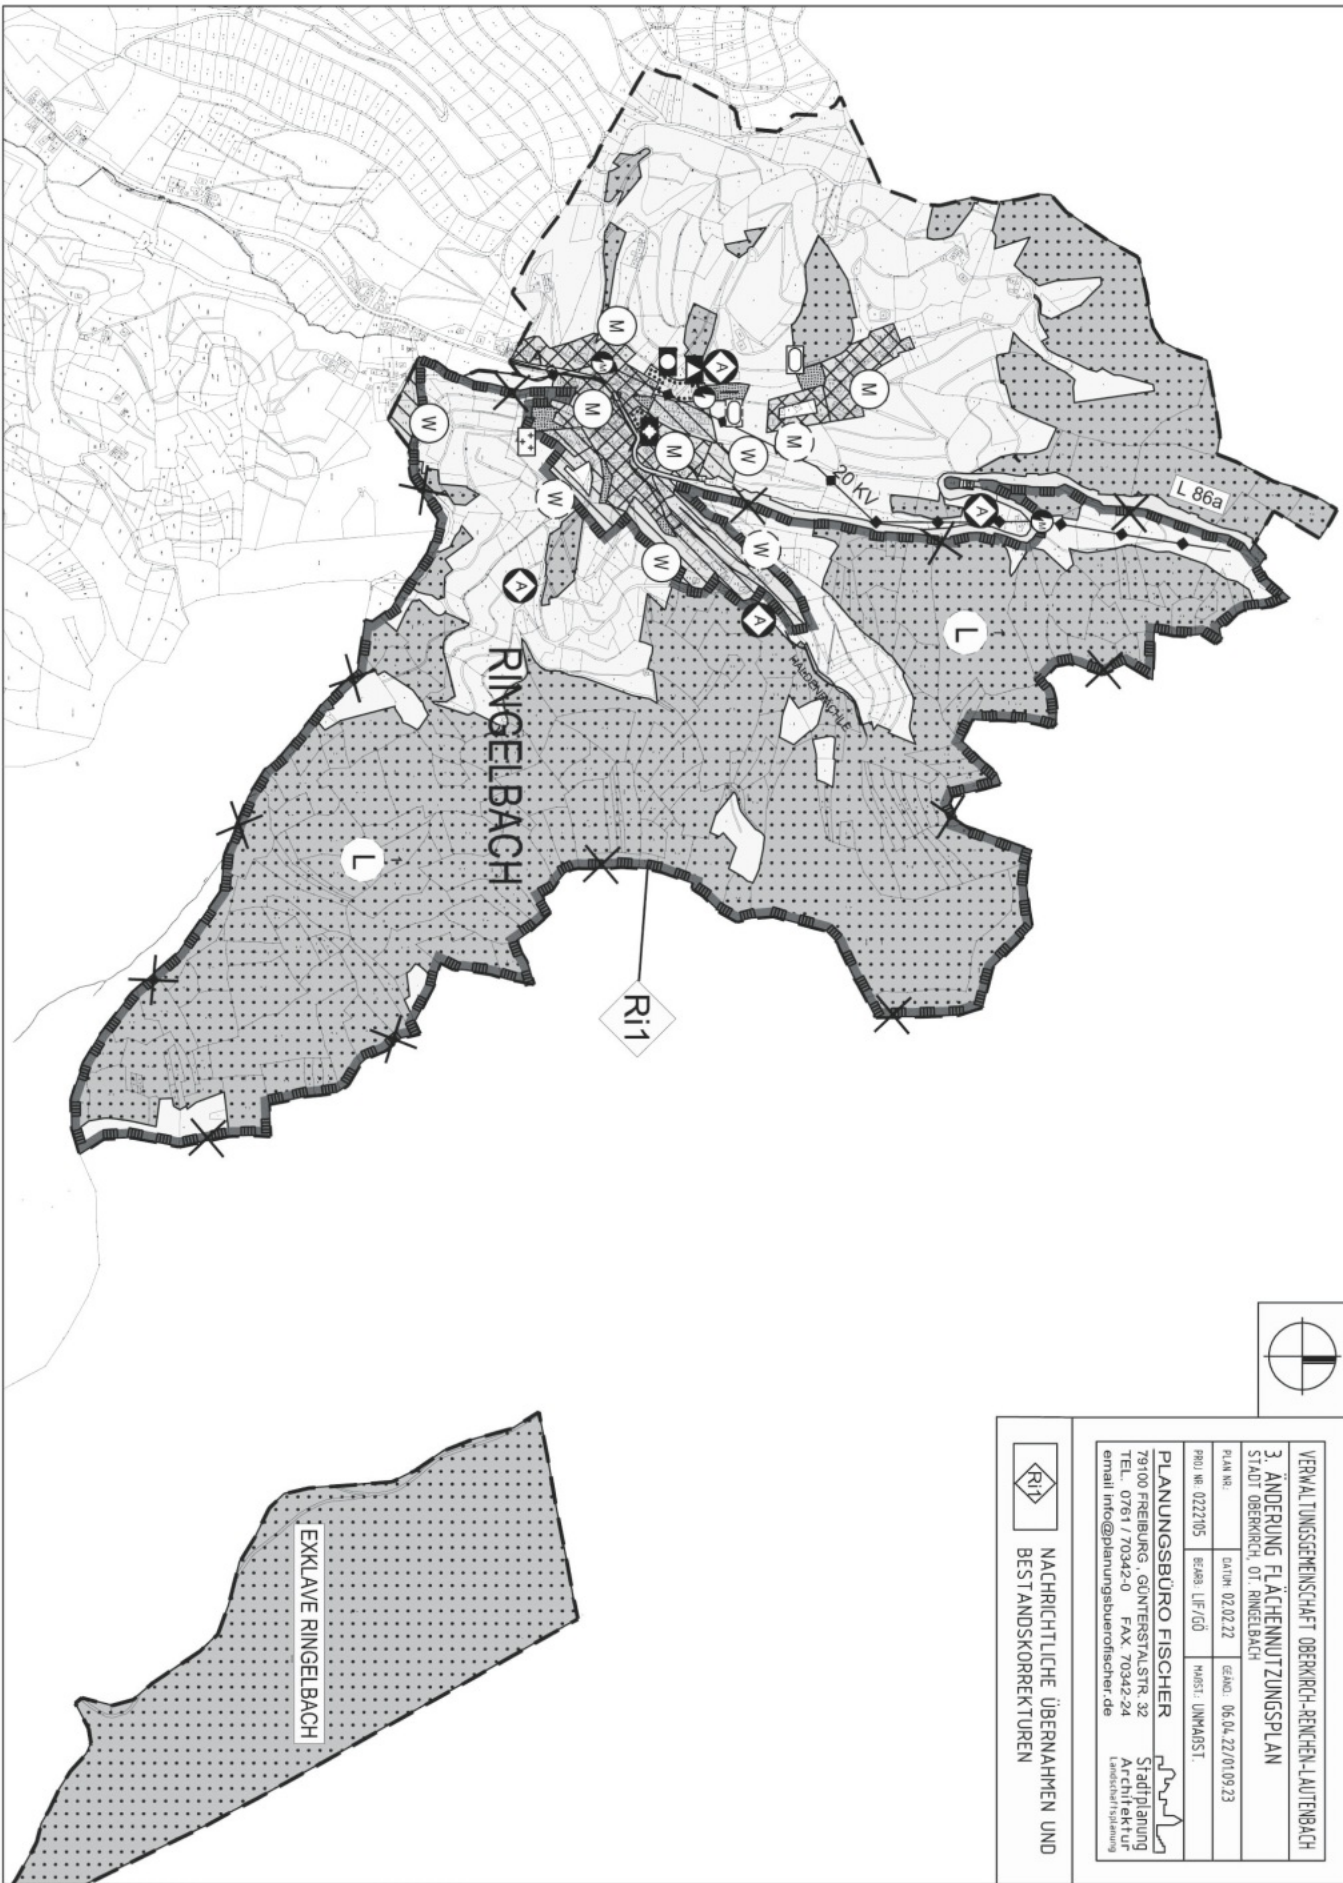 L 86a
20 KV
A
M
A
L
M
M
W
W
A
M
M
M
M
A
W
W
M
W
W
A
HALDENBÄCHLE
RINGELBACH
L
Ri1
EXKLAVE RINGELBACH
VERWALTUNGSGEMEINSCHAFT OBERKIRCH-RENCHEN-LAUTENBACH
3. ÄNDERUNG FLÄCHENNUTZUNGSPLAN
STADT OBERKIRCH, OT. RINGELBACH
PLAN NR.: DATUM: 02.02.22 GEÄND.: 06.04.22/01.09.23
PROJ NR: 0222105 BEARB.: LIF/GÖ MAßST.: UNMAßST.
PLANUNGSBÜRO FISCHER
79100 FREIBURG , GÜNTERSTALSTR. 32
TEL. 0761 / 70342-0 FAX. 70342-24
email info@planungsbuerofischer.de
Stadtplanung
Architektur
Landschaftsplanung
Ri1 NACHRICHTLICHE ÜBERNAHMEN UND
BESTANDSKORREKTUREN